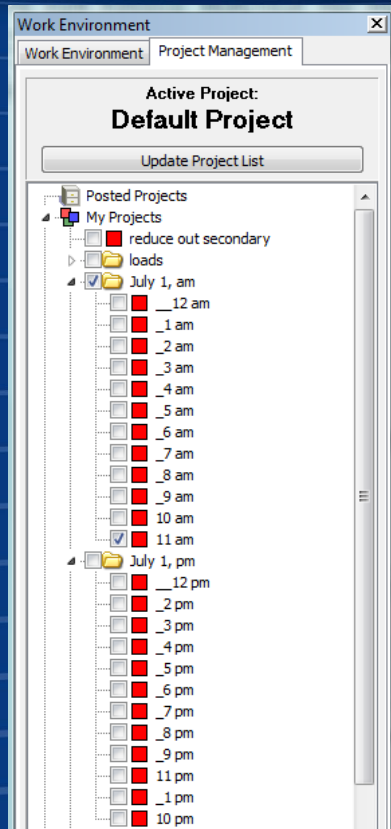 Work Environment
Work Environment Project Management
Active Project:
Default Project
Update Project List
Posted Projects
My Projects
reduce out secondary
loads
July 1, am
__12 am
_1 am
_2 am
_3 am
_4 am
_5 am
_6 am
_7 am
_8 am
_9 am
10 am
11 am
July 1, pm
__12 pm
_2 pm
_3 pm
_4 pm
_5 pm
_6 pm
_7 pm
_8 pm
_9 pm
11 pm
_1 pm
10 pm